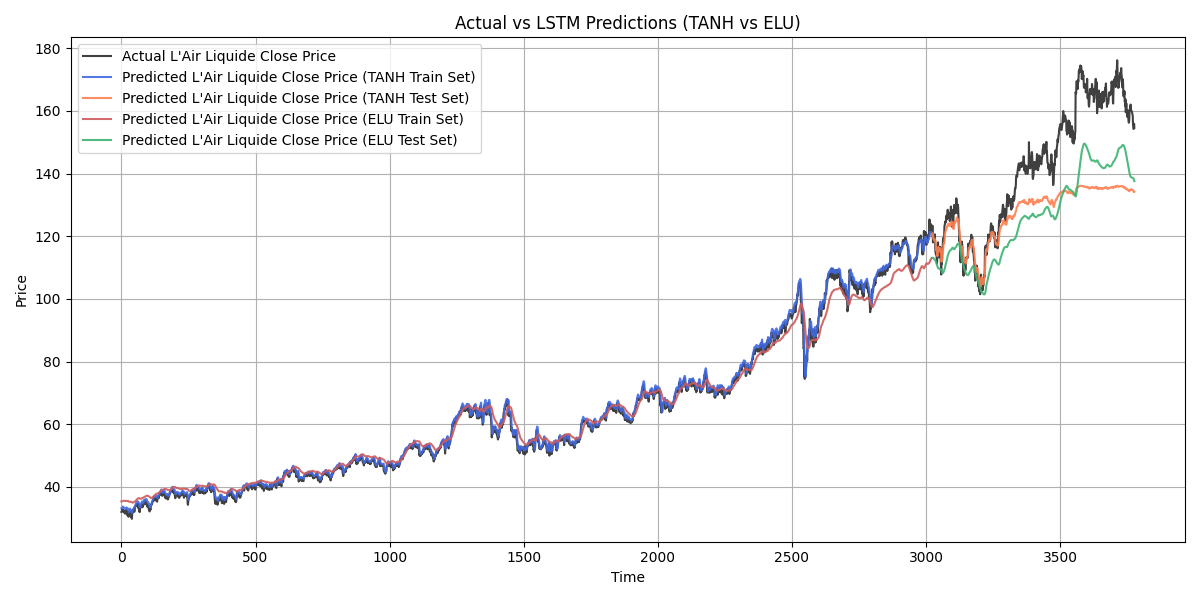 Actual vs LSTM Predictions (TANH vs ELU)
Actual L'Air Liquide Close Price
Predicted L'Air Liquide Close Price (TANH Train Set)
Predicted L'Air Liquide Close Price (TANH Test Set)
Predicted L'Air Liquide Close Price (ELU Train Set)
Predicted L'Air Liquide Close Price (ELU Test Set)
Price
180
160
140
120
100
80
60
40
0 500 1000 1500 2000 2500 3000 3500
Time